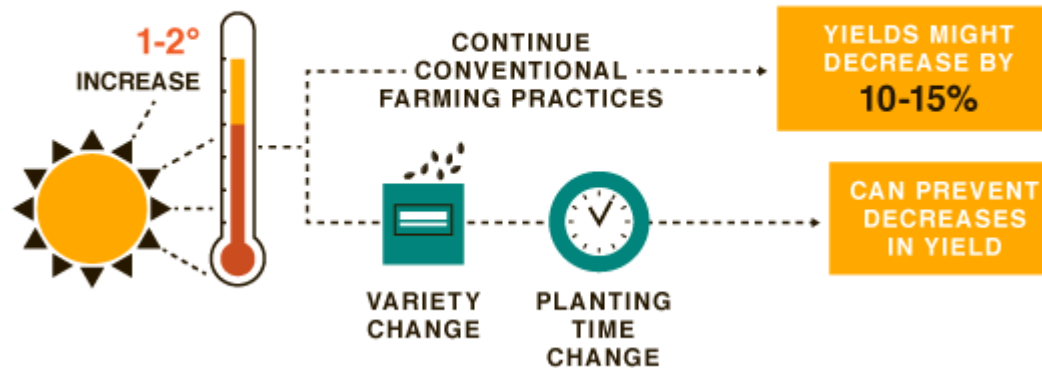 1-2°
INCREASE
CONTINUE
CONVENTIONAL
FARMING PRACTICES
YIELDS MIGHT
DECREASE BY
10-15%
VARIETY
CHANGE
PLANTING
TIME
CHANGE
CAN PREVENT
DECREASES
IN YIELD